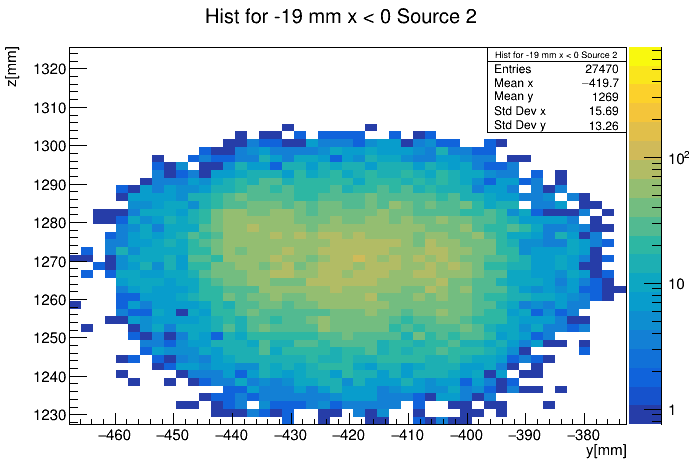 Hist for -19 mm x < 0 Source 2
z[mm]
Hist for -19 mm x < 0 Source 2
Entries 27470
Mean x −419.7
Mean y 1269
Std Dev x 15.69
Std Dev y 13.26
1320
1310
1300
1290
1280
1270
1260
1250
1240
1230
10²
10
1
−460 −450 −440 −430 −420 −410 −400 −390 −380
y[mm]